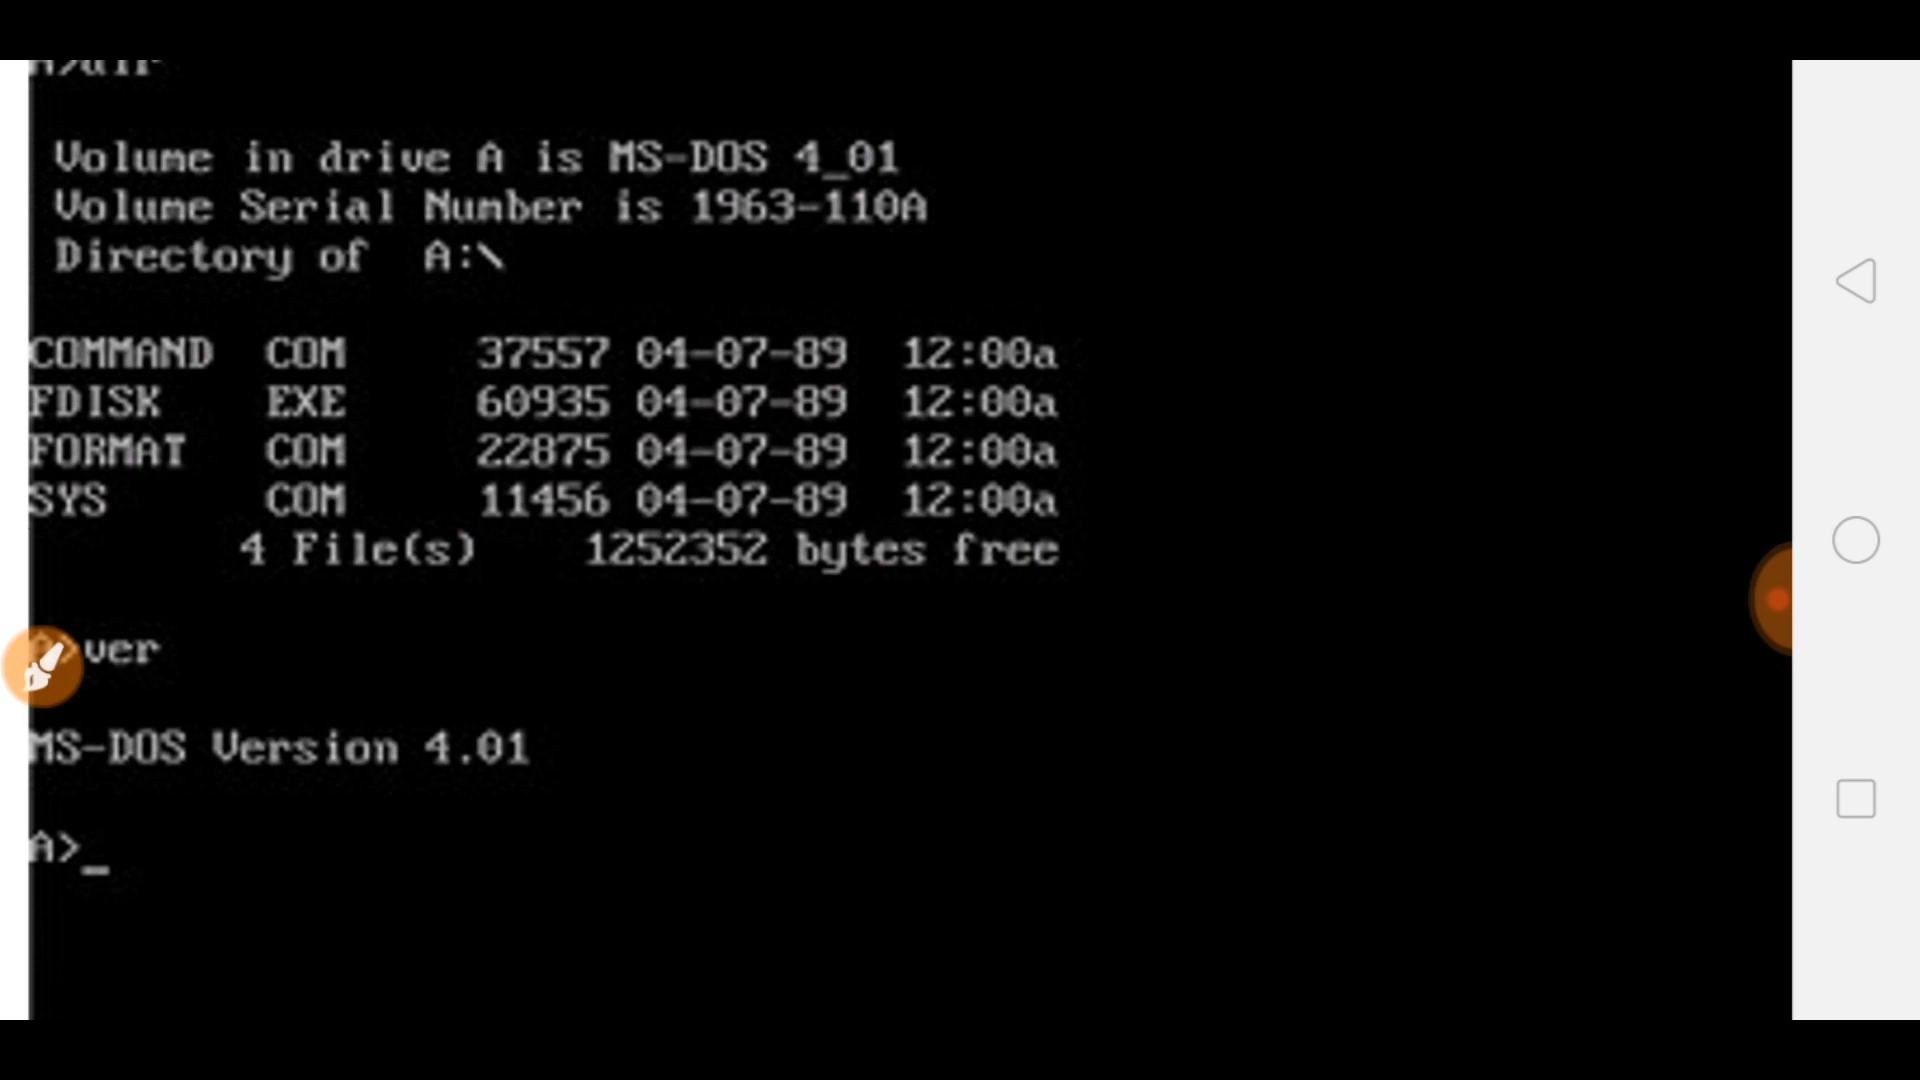 A>dir
Volume in drive A is MS-DOS 4_01
Volume Serial Number is 1963-110A
Directory of  A:\
COMMAND  COM     37557 04-07-89  12:00a
FDISK    EXE     60935 04-07-89  12:00a
FORMAT   COM     22875 04-07-89  12:00a
SYS      COM     11456 04-07-89  12:00a
4 File(s)    1252352 bytes free
A>ver
MS-DOS Version 4.01
A>_